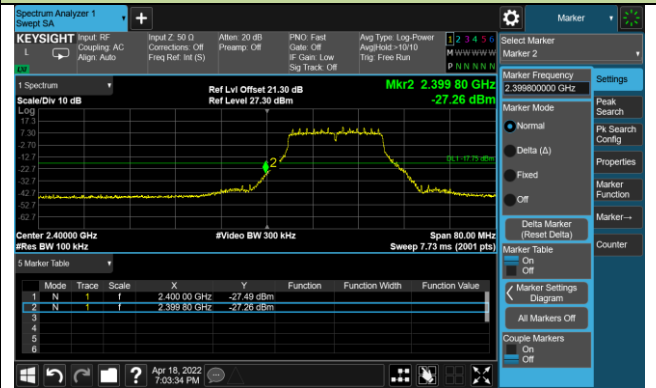 Spectrum Analyzer 1
Swept SA
+
Marker
KEYSIGHT Input: RF Input Z: 50 Ω Atten: 20 dB PNO: Fast Avg Type: Log-Power 1 2 3 4 5 6
L Coupling: AC Corrections: Off Preamp: Off Gate: Off Avg|Hold >10/10 M W W W W W
Align: Auto Freq Ref: Int (S) IF Gain: Low Trig: Free Run
Sig Track: Off P N N N N N
LXI
Select Marker
Marker 2
1 Spectrum
Scale/Div 10 dB
Ref Lvl Offset 21.30 dB
Ref Level 27.30 dBm
Mkr2 2.399 80 GHz
-27.26 dBm
Log
17.3
7.30
-2.70
-12.7
-22.7
-32.7
-42.7
-52.7
-62.7
2
DL1 -17.75 dBm
Center 2.40000 GHz #Video BW 300 kHz Span 80.00 MHz
#Res BW 100 kHz Sweep 7.73 ms (2001 pts)
5 Marker Table
Mode Trace Scale X Y Function Function Width Function Value
1 N 1 f 2.400 00 GHz -27.49 dBm
2 N 1 f 2.399 80 GHz -27.26 dBm
3
4
5
6
Marker Frequency
2.399800000 GHz
Marker Mode
Normal
Delta (Δ)
Fixed
Off
Delta Marker
(Reset Delta)
Marker Table
On
Off
Marker Settings
Diagram
All Markers Off
Couple Markers
On
Off
Settings
Peak
Search
Pk Search
Config
Properties
Marker
Function
Marker→
Counter
?
Apr 18, 2022
7:03:34 PM